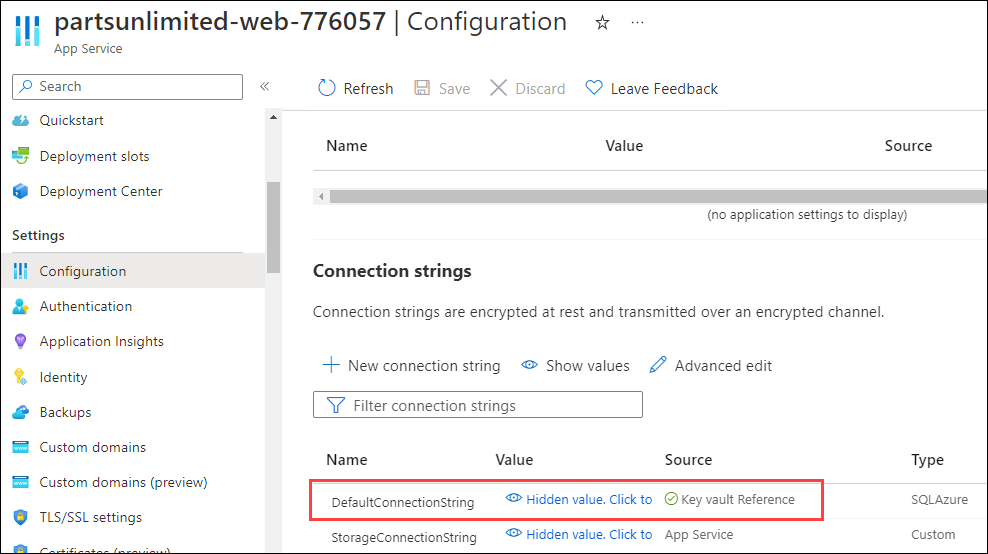 partsunlimited-web-776057 | Configuration
App Service
Search
Refresh
Save
Discard
Leave Feedback
Quickstart
Deployment slots
Deployment Center
Settings
Configuration
Authentication
Application Insights
Identity
Backups
Custom domains
Custom domains (preview)
TLS/SSL settings
Certificates (preview)
Name Value Source
(no application settings to display)
Connection strings
Connection strings are encrypted at rest and transmitted over an encrypted channel.
New connection string Show values Advanced edit
Filter connection strings
Name Value Source Type
DefaultConnectionString Hidden value. Click to Key vault Reference SQLAzure
StorageConnectionString Hidden value. Click to App Service Custom